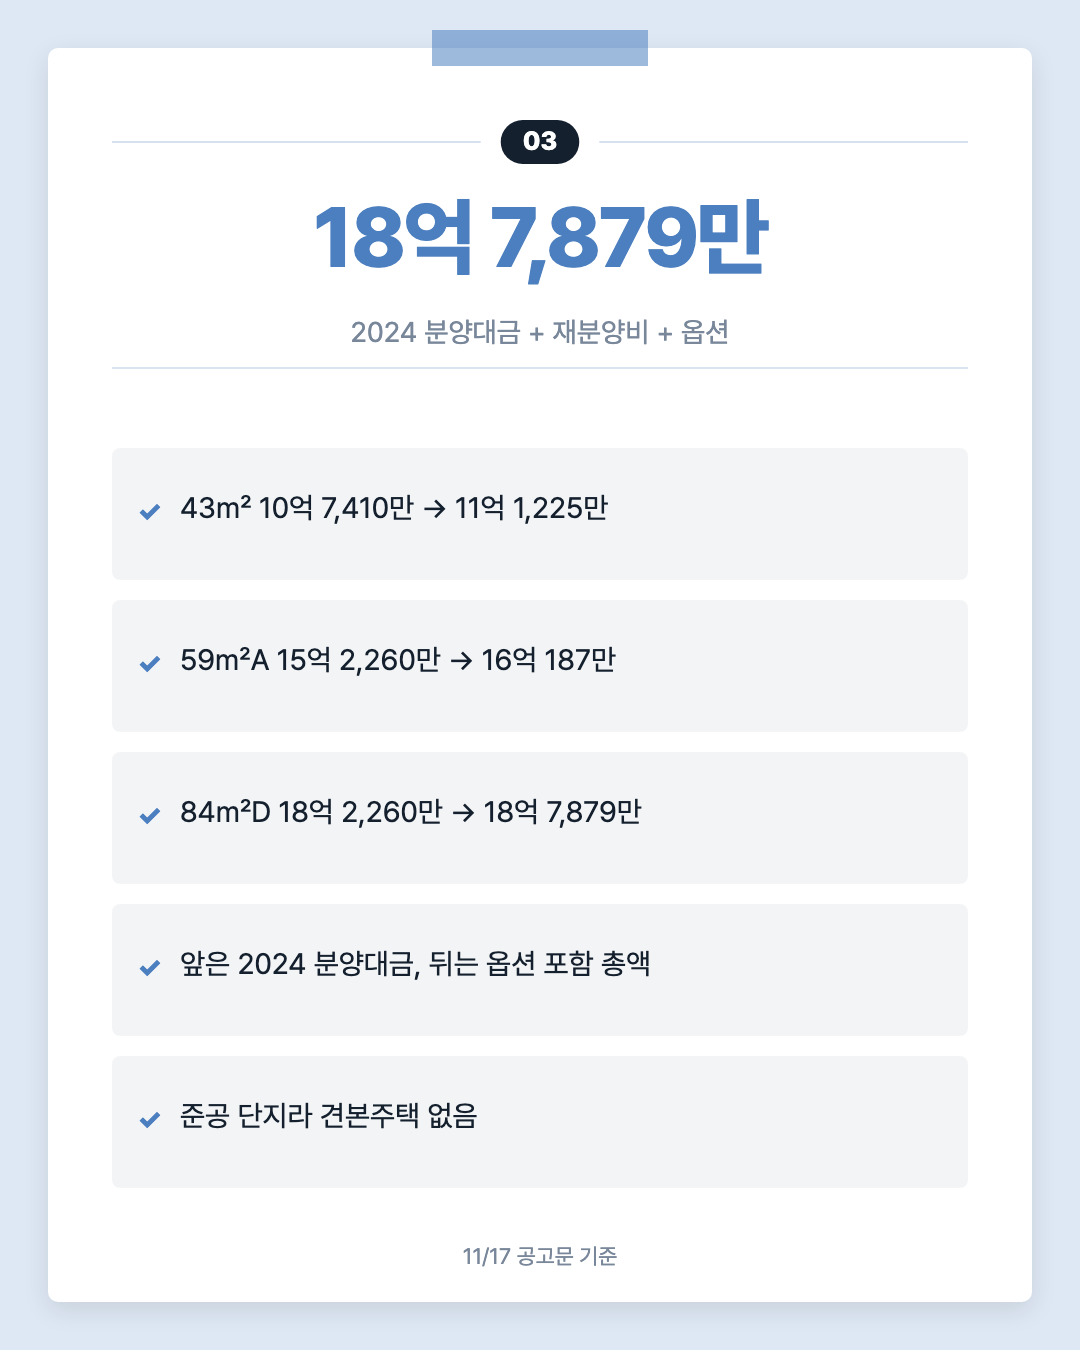 03
18억 7,879만
2024 분양대금 + 재분양비 + 옵션
43m² 10억 7,410만 → 11억 1,225만
59m²A 15억 2,260만 → 16억 187만
84m²D 18억 2,260만 → 18억 7,879만
앞은 2024 분양대금, 뒤는 옵션 포함 총액
준공 단지라 견본주택 없음
11/17 공고문 기준